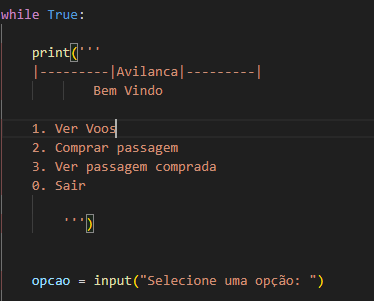 while True:
print('''
|---------|Avilanca|---------|
Bem Vindo
1. Ver Voos
2. Comprar passagem
3. Ver passagem comprada
0. Sair
''')
opcao = input("Selecione uma opção: ")